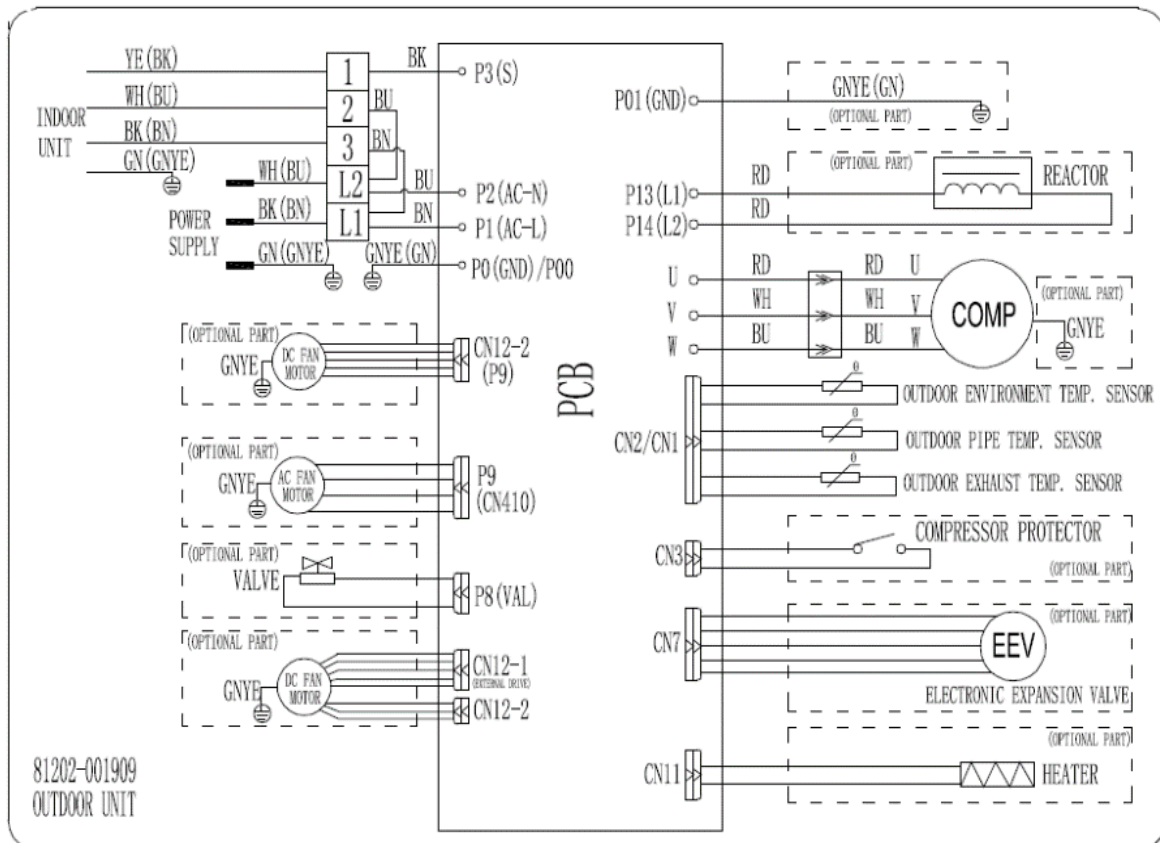 YE(BK)
WH(BU)
BK(BN)
GN(GNYE)
INDOOR
UNIT
1
2
3
L2
L1
BK
BU
BN
BU
BN
P3(S)
WH(BU)
BK(BN)
GN(GNYE)
POWER
SUPPLY
GNYE(GN)
P2(AC-N)
P1(AC-L)
P0(GND)/P00
(OPTIONAL PART)
GNYE
DC FAN
MOTOR
CN12-2
(P9)
(OPTIONAL PART)
GNYE
AC FAN
MOTOR
P9
(CN410)
(OPTIONAL PART)
VALVE
P8(VAL)
(OPTIONAL PART)
GNYE
DC FAN
MOTOR
CN12-1
(EXTERNAL DRIVE)
CN12-2
81202-001909
OUTDOOR UNIT
PCB
P01(GND)
GNYE(GN)
(OPTIONAL PART)
(OPTIONAL PART)
P13(L1)
RD
REACTOR
P14(L2)
RD
U
RD
RD
U
V
WH
WH
V
W
BU
BU
W
COMP
(OPTIONAL PART)
GNYE
CN2/CN1
θ
OUTDOOR ENVIRONMENT TEMP. SENSOR
θ
OUTDOOR PIPE TEMP. SENSOR
θ
OUTDOOR EXHAUST TEMP. SENSOR
CN3
COMPRESSOR PROTECTOR
(OPTIONAL PART)
CN7
(OPTIONAL PART)
EEV
ELECTRONIC EXPANSION VALVE
(OPTIONAL PART)
CN11
HEATER